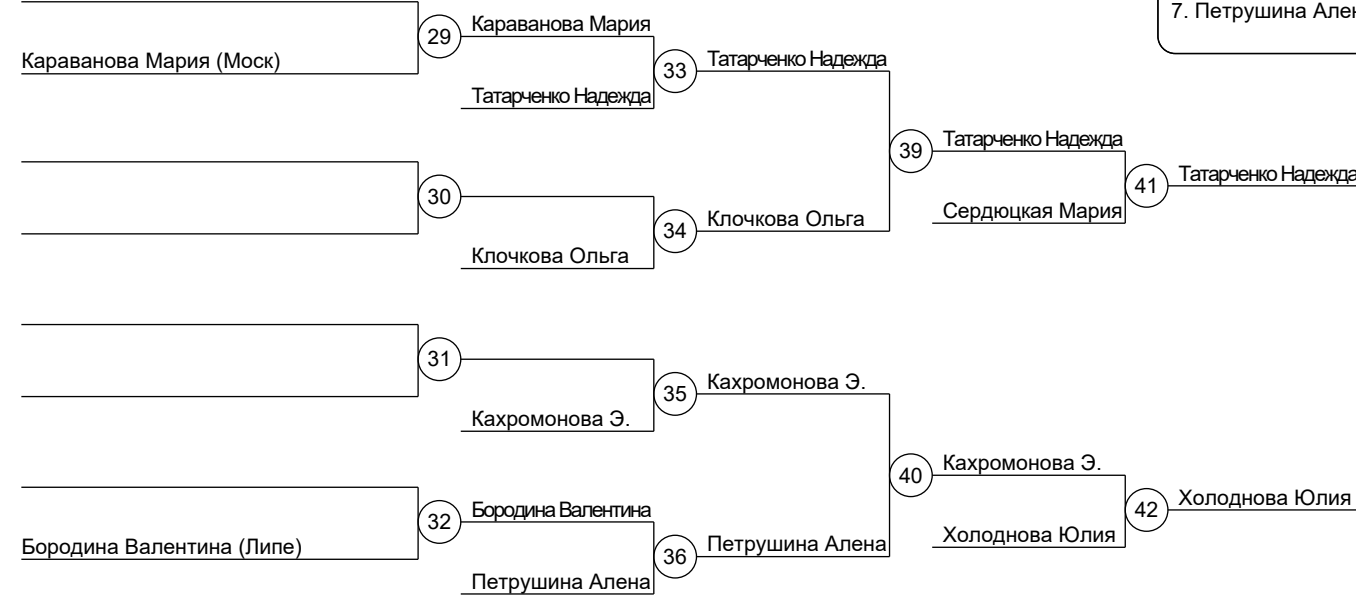 7. Петрушина Ален
Караванова Мария (Моск)
29
Караванова Мария
Татарченко Надежда
33
Татарченко Надежда
30
Клочкова Ольга
34
Клочкова Ольга
39
Татарченко Надежда
Сердюцкая Мария
41
Татарченко Надежда
31
Кахромонова Э.
35
Кахромонова Э.
Бородина Валентина (Липе)
32
Бородина Валентина
Петрушина Алена
36
Петрушина Алена
40
Кахромонова Э.
Холоднова Юлия
42
Холоднова Юлия